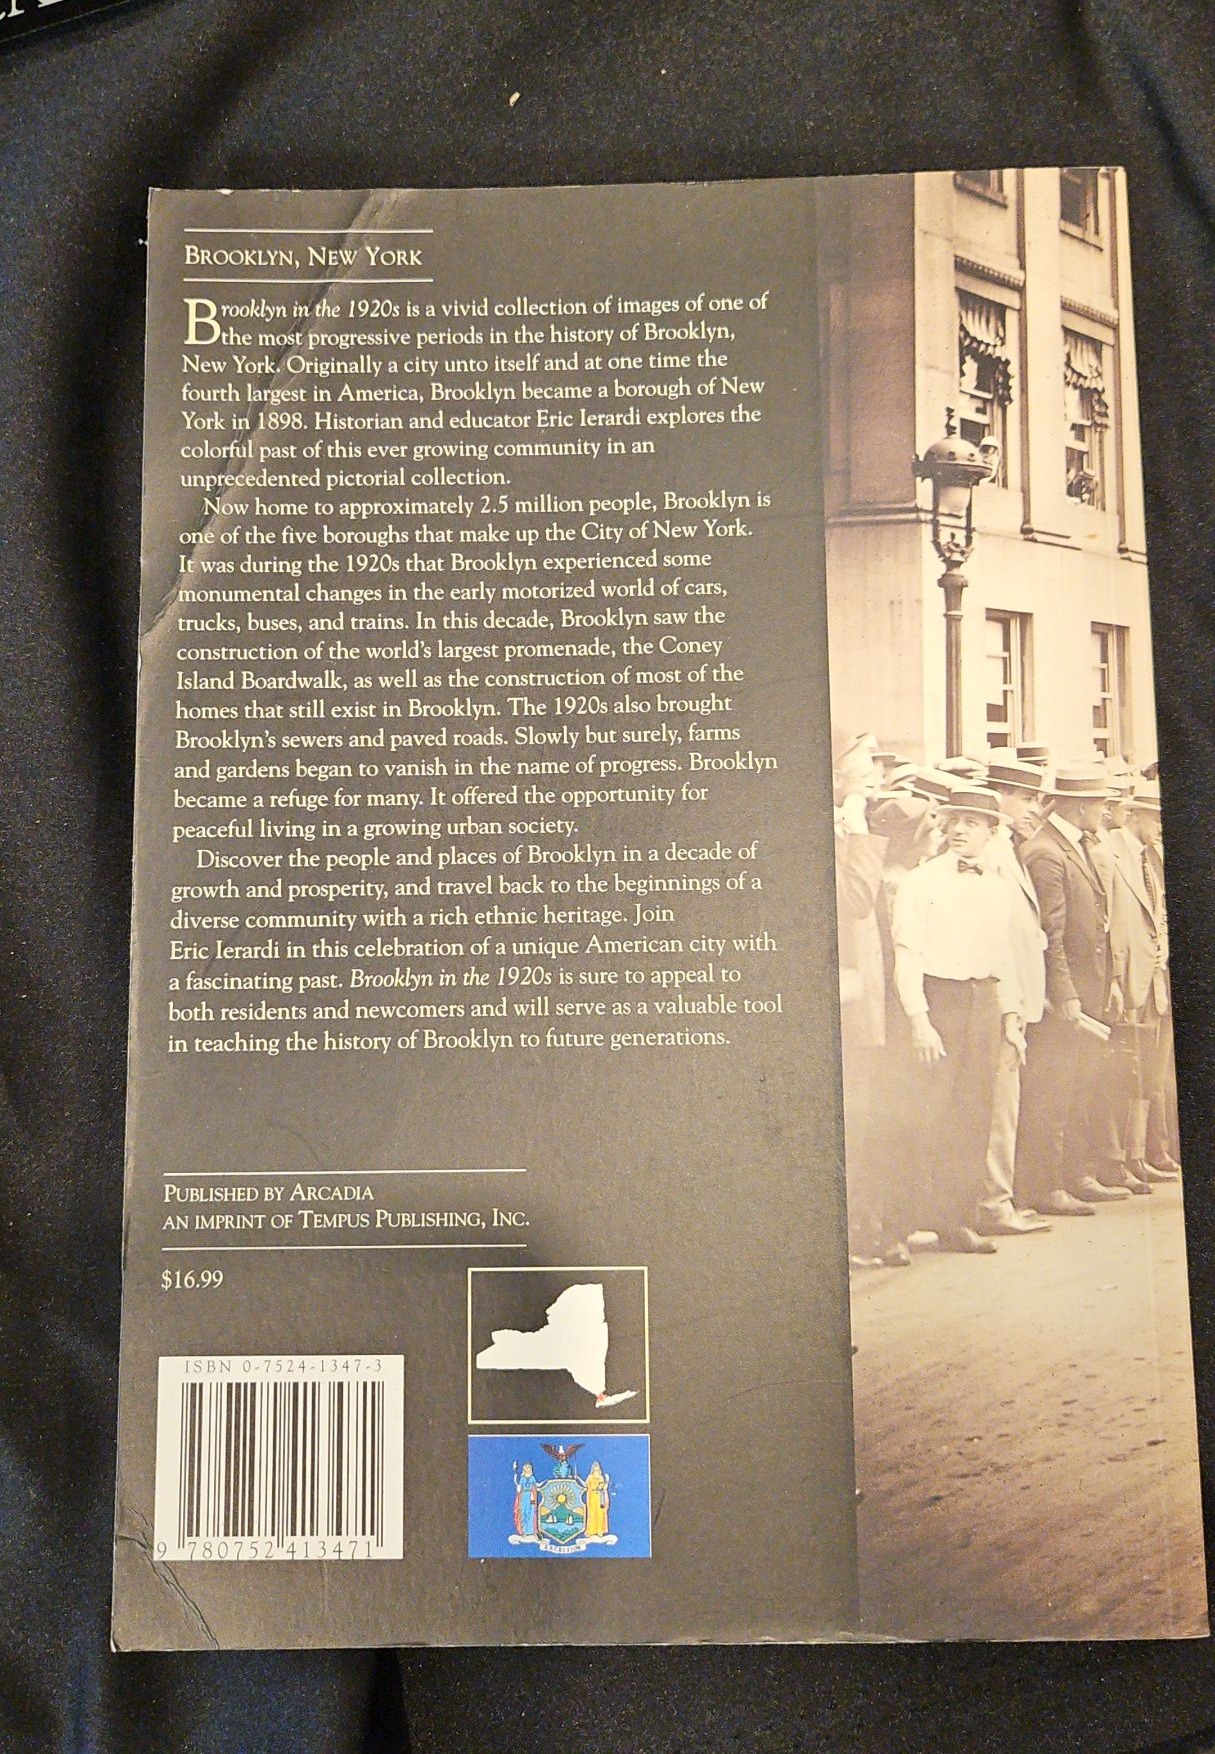 BROOKLYN, NEW YORK
Brooklyn in the 1920s is a vivid collection of images of one of
the most progressive periods in the history of Brooklyn,
New York. Originally a city unto itself and at one time the
fourth largest in America, Brooklyn became a borough of New
York in 1898. Historian and educator Eric Ierardi explores the
colorful past of this ever growing community in an
unprecedented pictorial collection.
Now home to approximately 2.5 million people, Brooklyn is
one of the five boroughs that make up the City of New York.
It was during the 1920s that Brooklyn experienced some
monumental changes in the early motorized world of cars,
trucks, buses, and trains. In this decade, Brooklyn saw the
construction of the world's largest promenade, the Coney
Island Boardwalk, as well as the construction of most of the
homes that still exist in Brooklyn. The 1920s also brought
Brooklyn's sewers and paved roads. Slowly but surely, farms
and gardens began to vanish in the name of progress. Brooklyn
became a refuge for many. It offered the opportunity for
peaceful living in a growing urban society.
Discover the people and places of Brooklyn in a decade of
growth and prosperity, and travel back to the beginnings of a
diverse community with a rich ethnic heritage. Join
Eric Ierardi in this celebration of a unique American city with
a fascinating past. Brooklyn in the 1920s is sure to appeal to
both residents and newcomers and will serve as a valuable tool
in teaching the history of Brooklyn to future generations.
PUBLISHED BY ARCADIA
AN IMPRINT OF TEMPUS PUBLISHING, INC.
$16.99
ISBN 0-7524-1347-3
9 780752 413471
EXCELSIOR